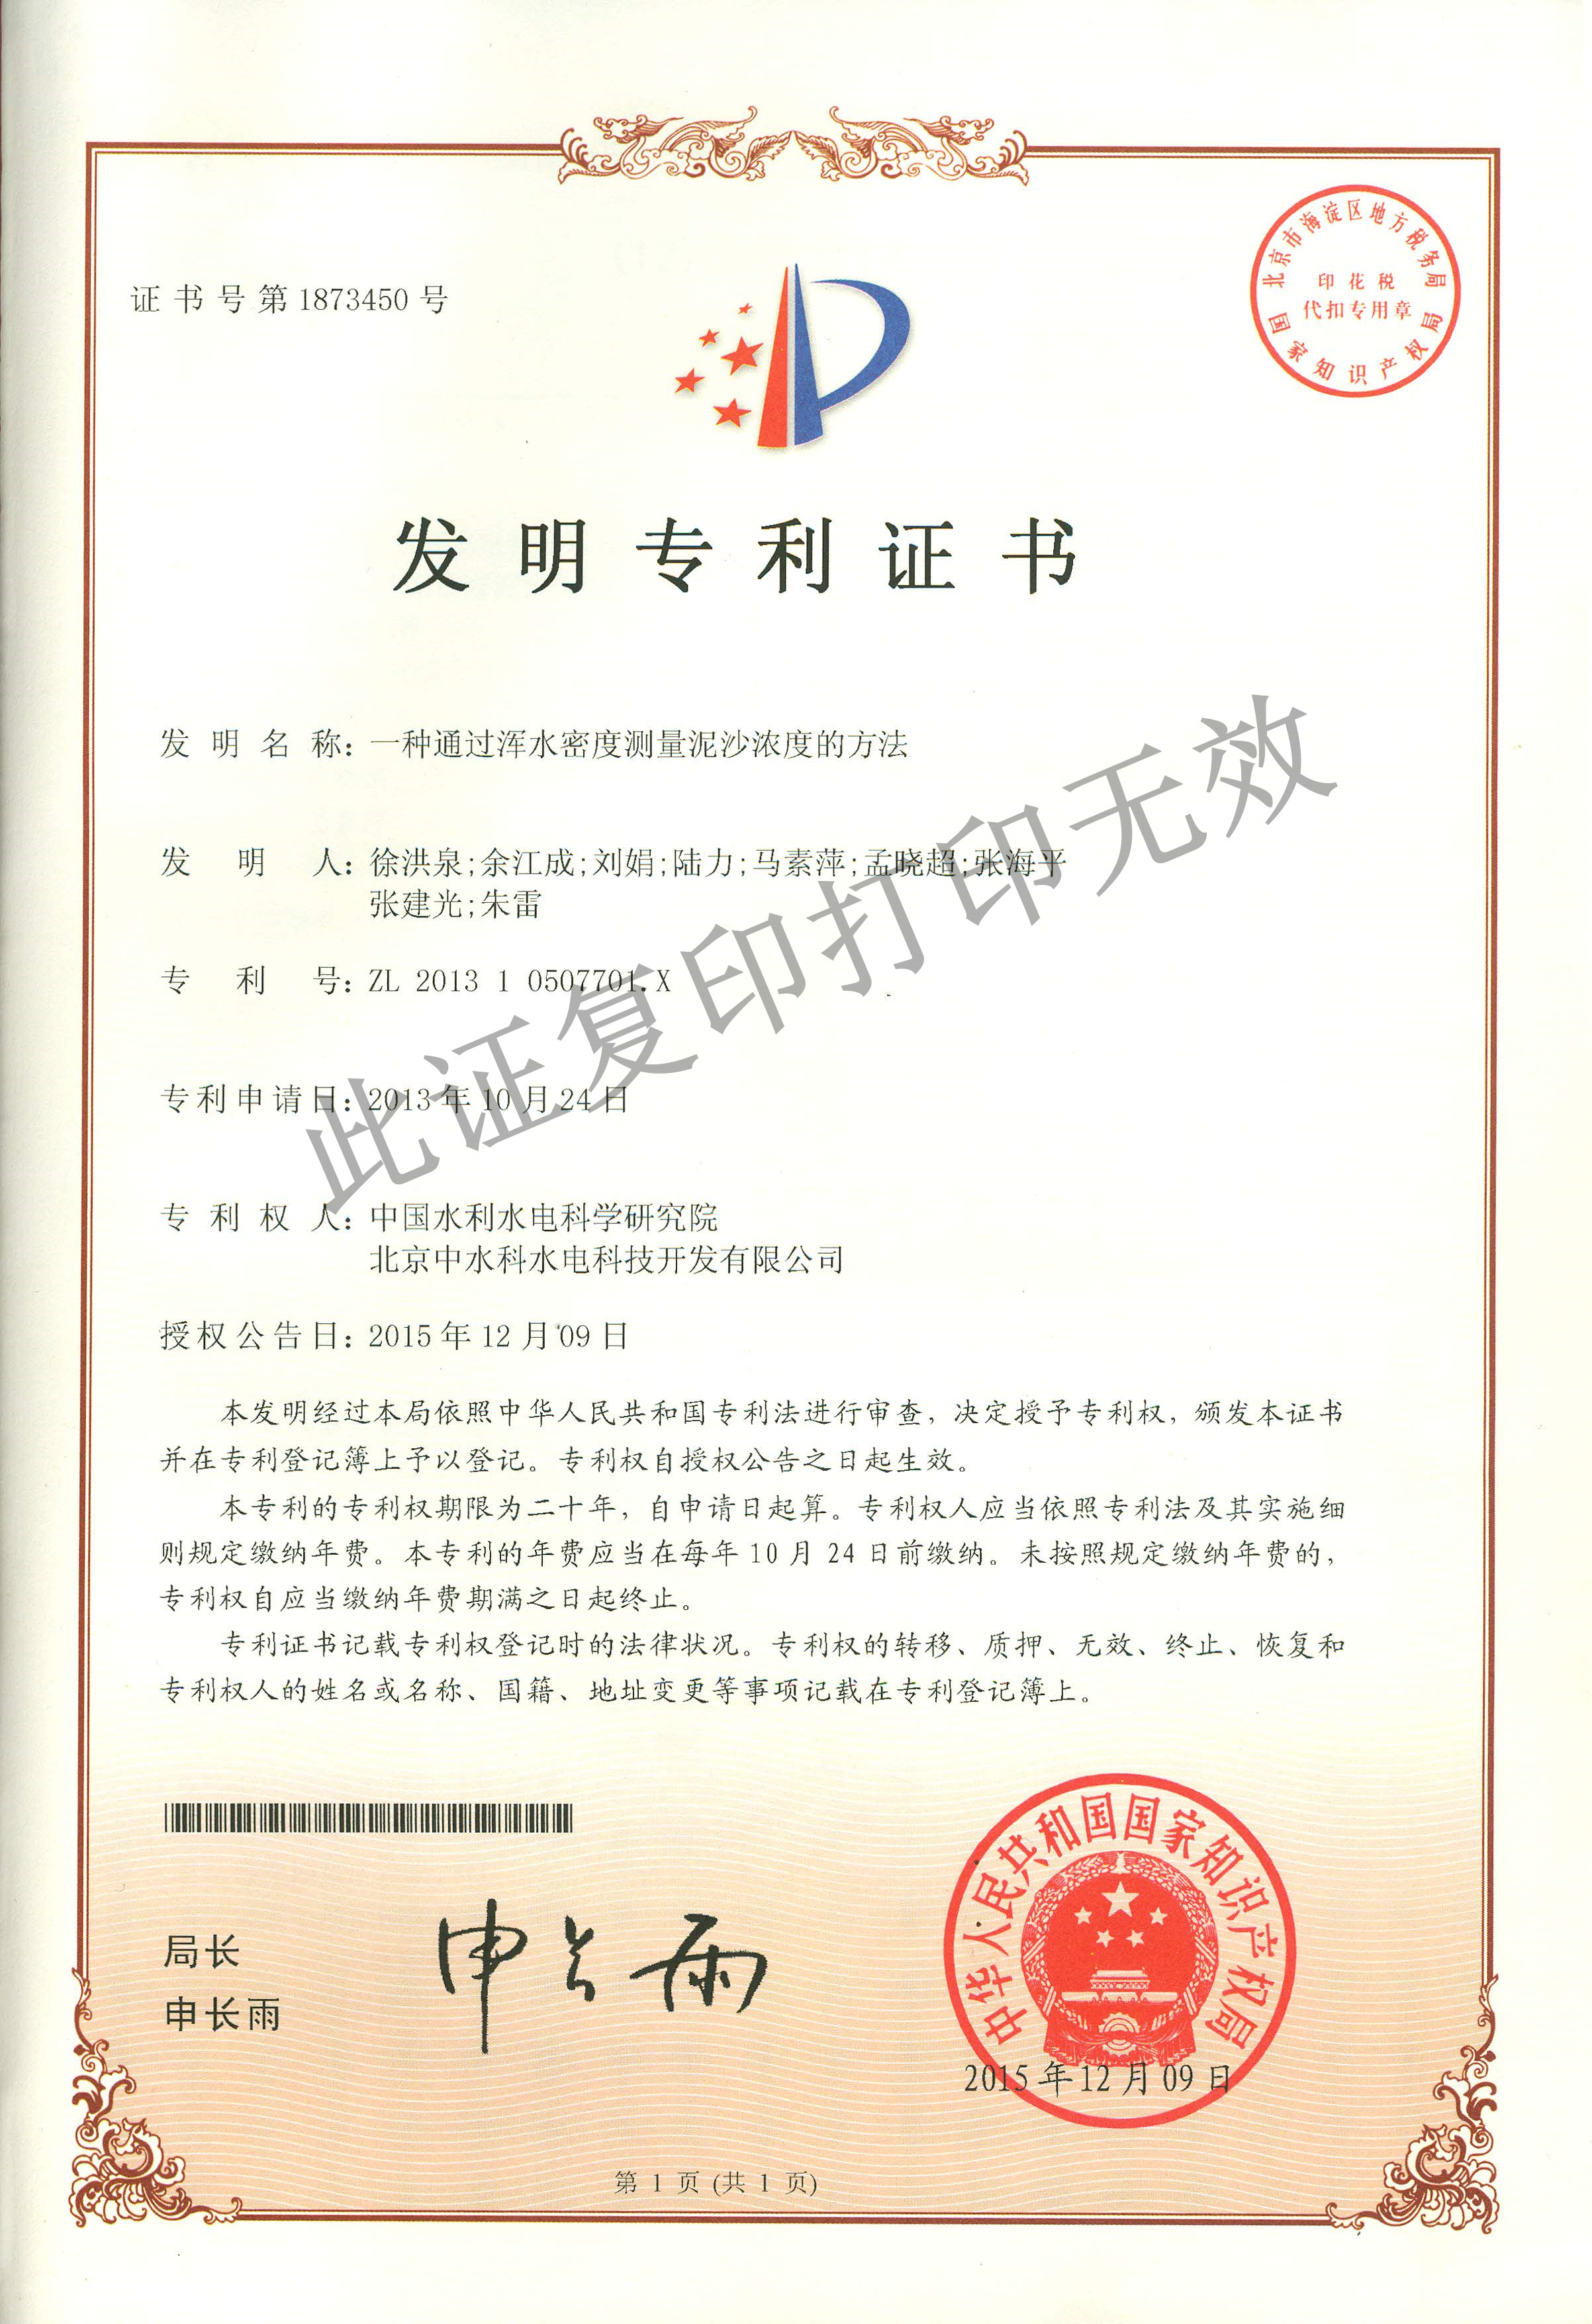 证书号第1873450号
北京市海淀区地方税务局
印花税
代扣专用章
国家知识产权局
发明专利证书
发明名称：一种通过浑水密度测量泥沙浓度的方法
发明人：徐洪泉;余江成;刘娟;陆力;马素萍;孟晓超;张海平
张建光;朱雷
专利号：ZL 2013 1 0507701.X
专利申请日：2013年10月24日
专利权人：中国水利水电科学研究院
北京中水科水电科技开发有限公司
授权公告日：2015年12月09日
此证复印打印无效
本发明经过本局依照中华人民共和国专利法进行审查，决定授予专利权，颁发本证书
并在专利登记簿上予以登记。专利权自授权公告之日起生效。
本专利的专利权期限为二十年，自申请日起算。专利权人应当依照专利法及其实施细
则规定缴纳年费。本专利的年费应当在每年10月24日前缴纳。未按照规定缴纳年费的，
专利权自应当缴纳年费期满之日起终止。
专利证书记载专利权登记时的法律状况。专利权的转移、质押、无效、终止、恢复和
专利权人的姓名或名称、国籍、地址变更等事项记载在专利登记簿上。
局长
申长雨
申长雨
中华人民共和国国家知识产权局
2015年12月09日
第1页(共1页)